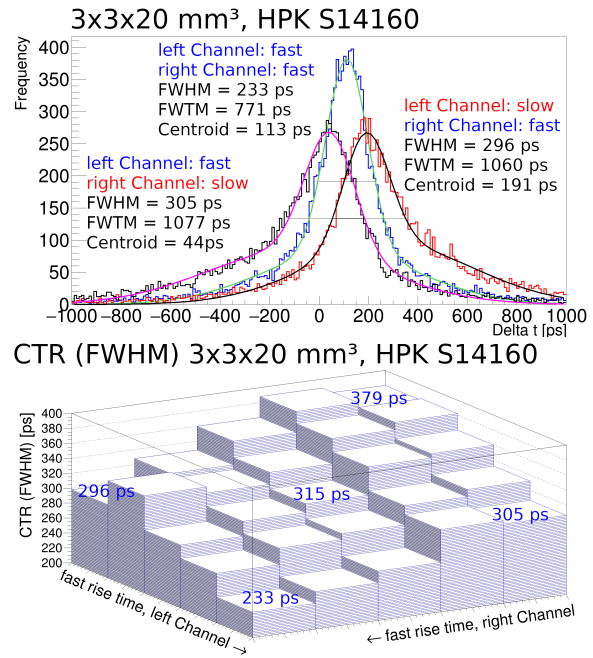 3x3x20 mm³, HPK S14160
Frequency
400
350
300
250
200
150
100
50
0
left Channel: fast
right Channel: fast
FWHM = 233 ps
FWTM = 771 ps
Centroid = 113 ps
left Channel: slow
right Channel: fast
FWHM = 296 ps
FWTM = 1060 ps
Centroid = 191 ps
left Channel: fast
right Channel: slow
FWHM = 305 ps
FWTM = 1077 ps
Centroid = 44ps
−1000 −800 −600 −400 −200 0 200 400 600 800 1000
Delta t [ps]
CTR (FWHM) 3x3x20 mm³, HPK S14160
CTR (FWHM) [ps]
400
380
360
340
320
300
280
260
240
220
200
379 ps
296 ps
315 ps
305 ps
233 ps
fast rise time, left Channel →
← fast rise time, right Channel